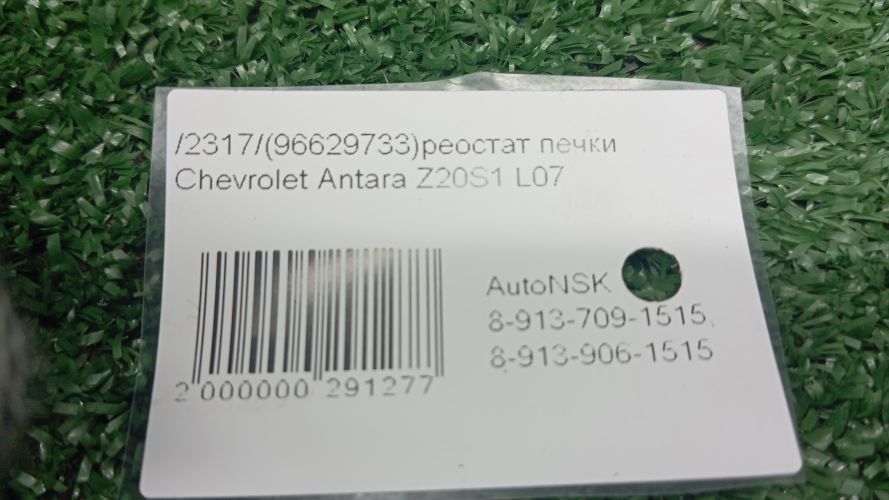 /2317/(96629733)реостат печки
Chevrolet Antara Z20S1 L07
AutoNSK
8-913-709-1515,
8-913-906-1515
2 000000 291277